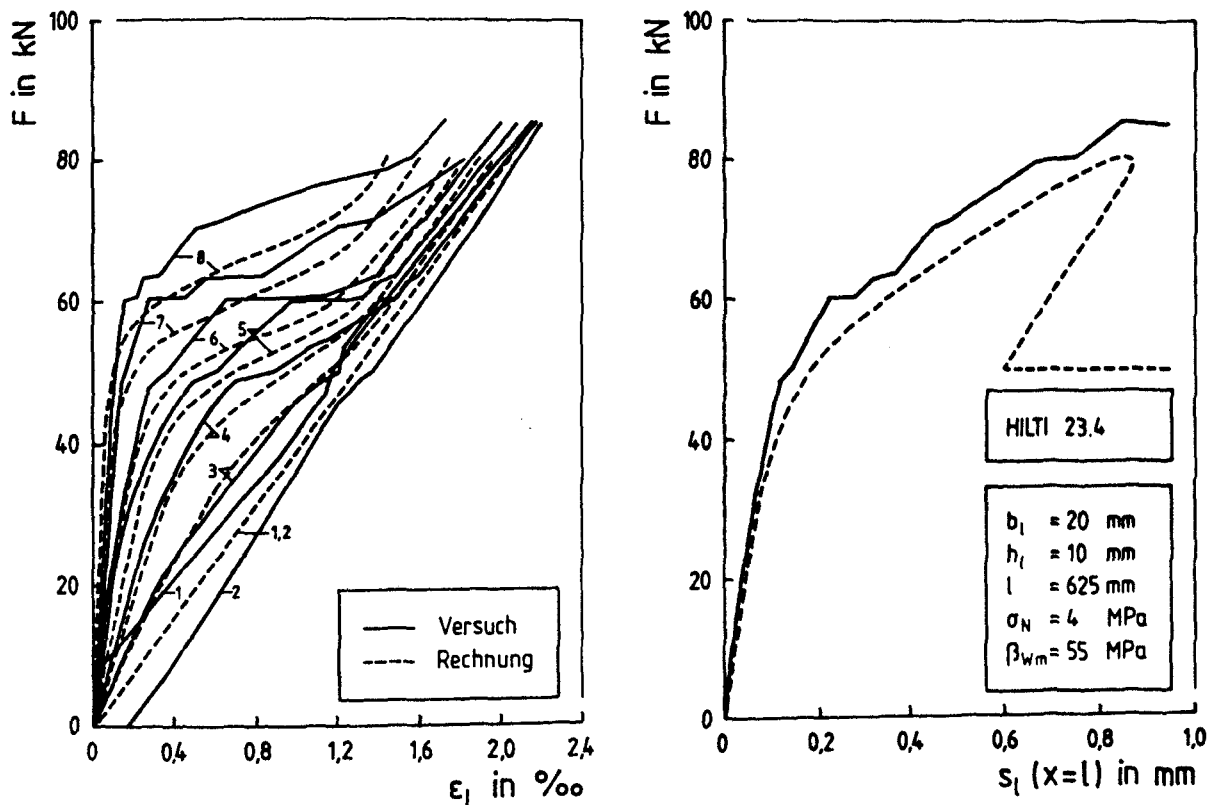 F in kN
100
80
60
40
20
0
0
0,4
0,8
1,2
1,6
2,0
2,4
ε_l in ‰
8
7
6
5
4
3
1,2
1
2
Versuch
Rechnung
F in kN
100
80
60
40
20
0
0
0,2
0,4
0,6
0,8
1,0
s_l (x=l) in mm
HILTI 23.4
b_l = 20 mm
h_l = 10 mm
l = 625 mm
σ_N = 4 MPa
β_Wm = 55 MPa